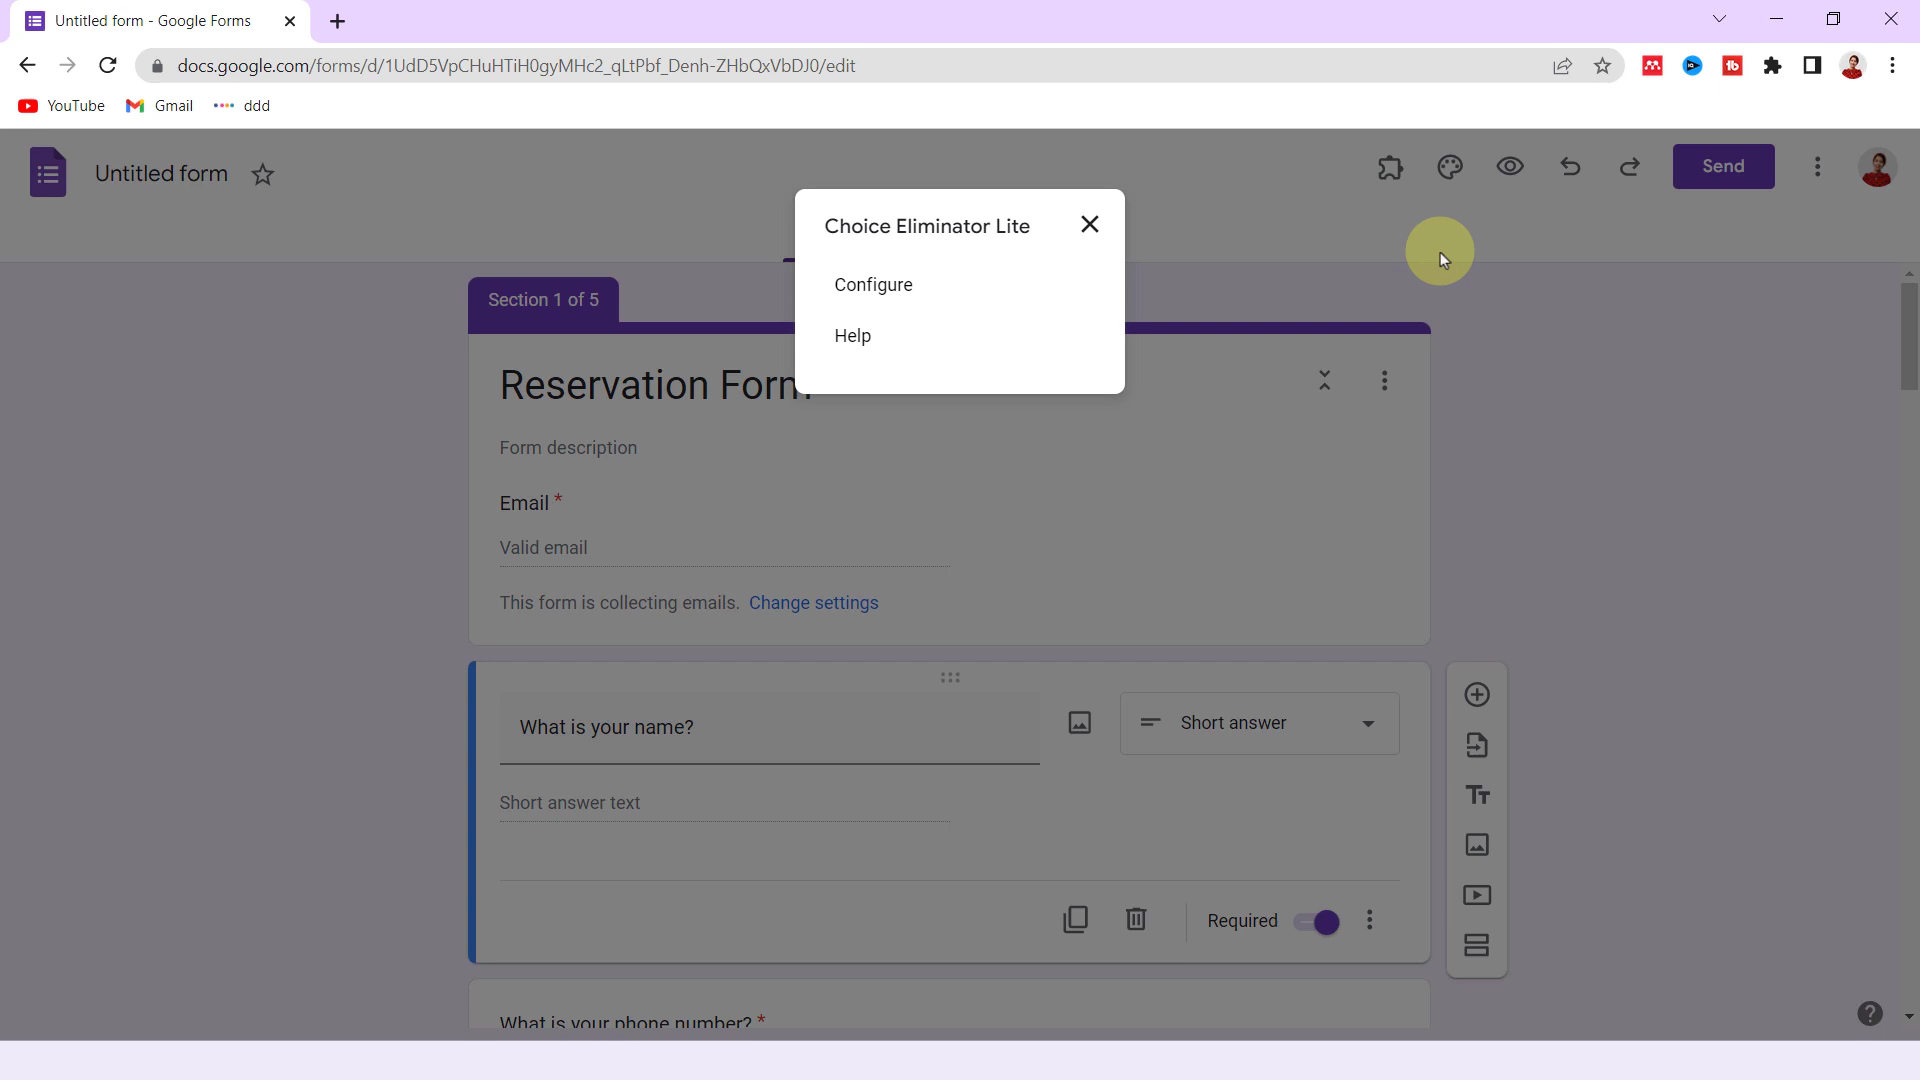 Untitled form - Google Forms
docs.google.com/forms/d/1UdD5VpCHuHTiH0gyMHc2_qLtPbf_Denh-ZHbQxVbDJ0/edit
YouTube
Gmail
ddd
Untitled form
Send
Choice Eliminator Lite
Configure
Help
Section 1 of 5
Reservation Form
Form description
Email *
Valid email
This form is collecting emails. Change settings
What is your name?
Short answer
Short answer text
Required
What is your phone number? *